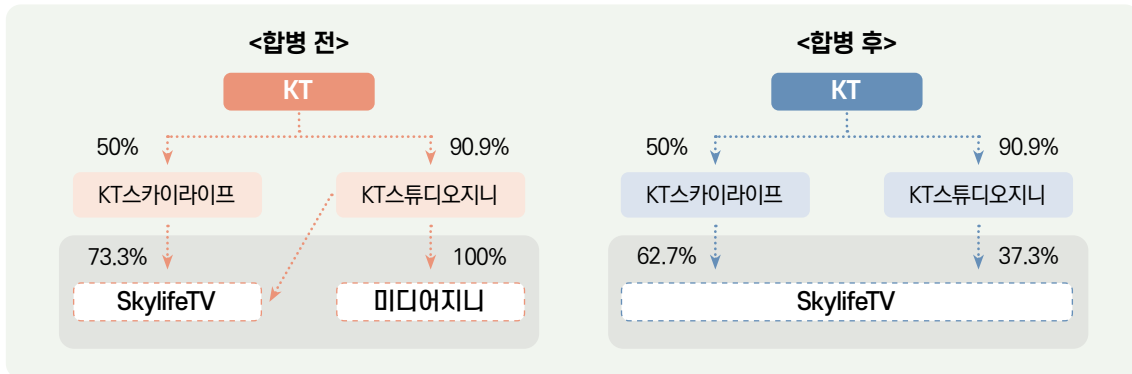 <합병 전>
KT
50%
90.9%
KT스카이라이프
KT스튜디오지니
73.3%
100%
SkylifeTV
미디어지니
<합병 후>
KT
50%
90.9%
KT스카이라이프
KT스튜디오지니
62.7%
37.3%
SkylifeTV